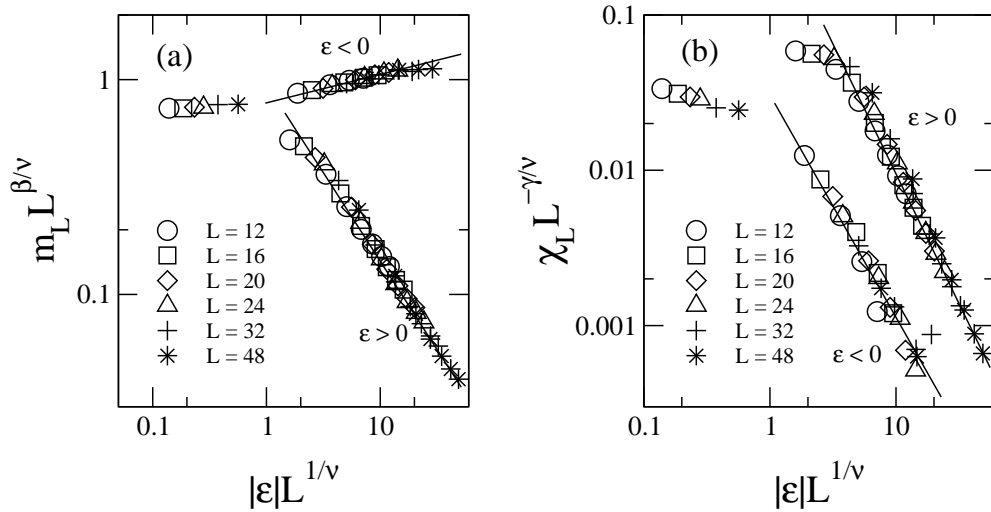 (a)
ε < 0
1
0.1
ε > 0
L = 12
L = 16
L = 20
L = 24
L = 32
L = 48
0.1
1
10
|ε|L^{1/ν}
m_L L^{β/ν}
(b)
0.1
0.01
0.001
ε > 0
ε < 0
L = 12
L = 16
L = 20
L = 24
L = 32
L = 48
0.1
1
10
|ε|L^{1/ν}
χ_L L^{-γ/ν}